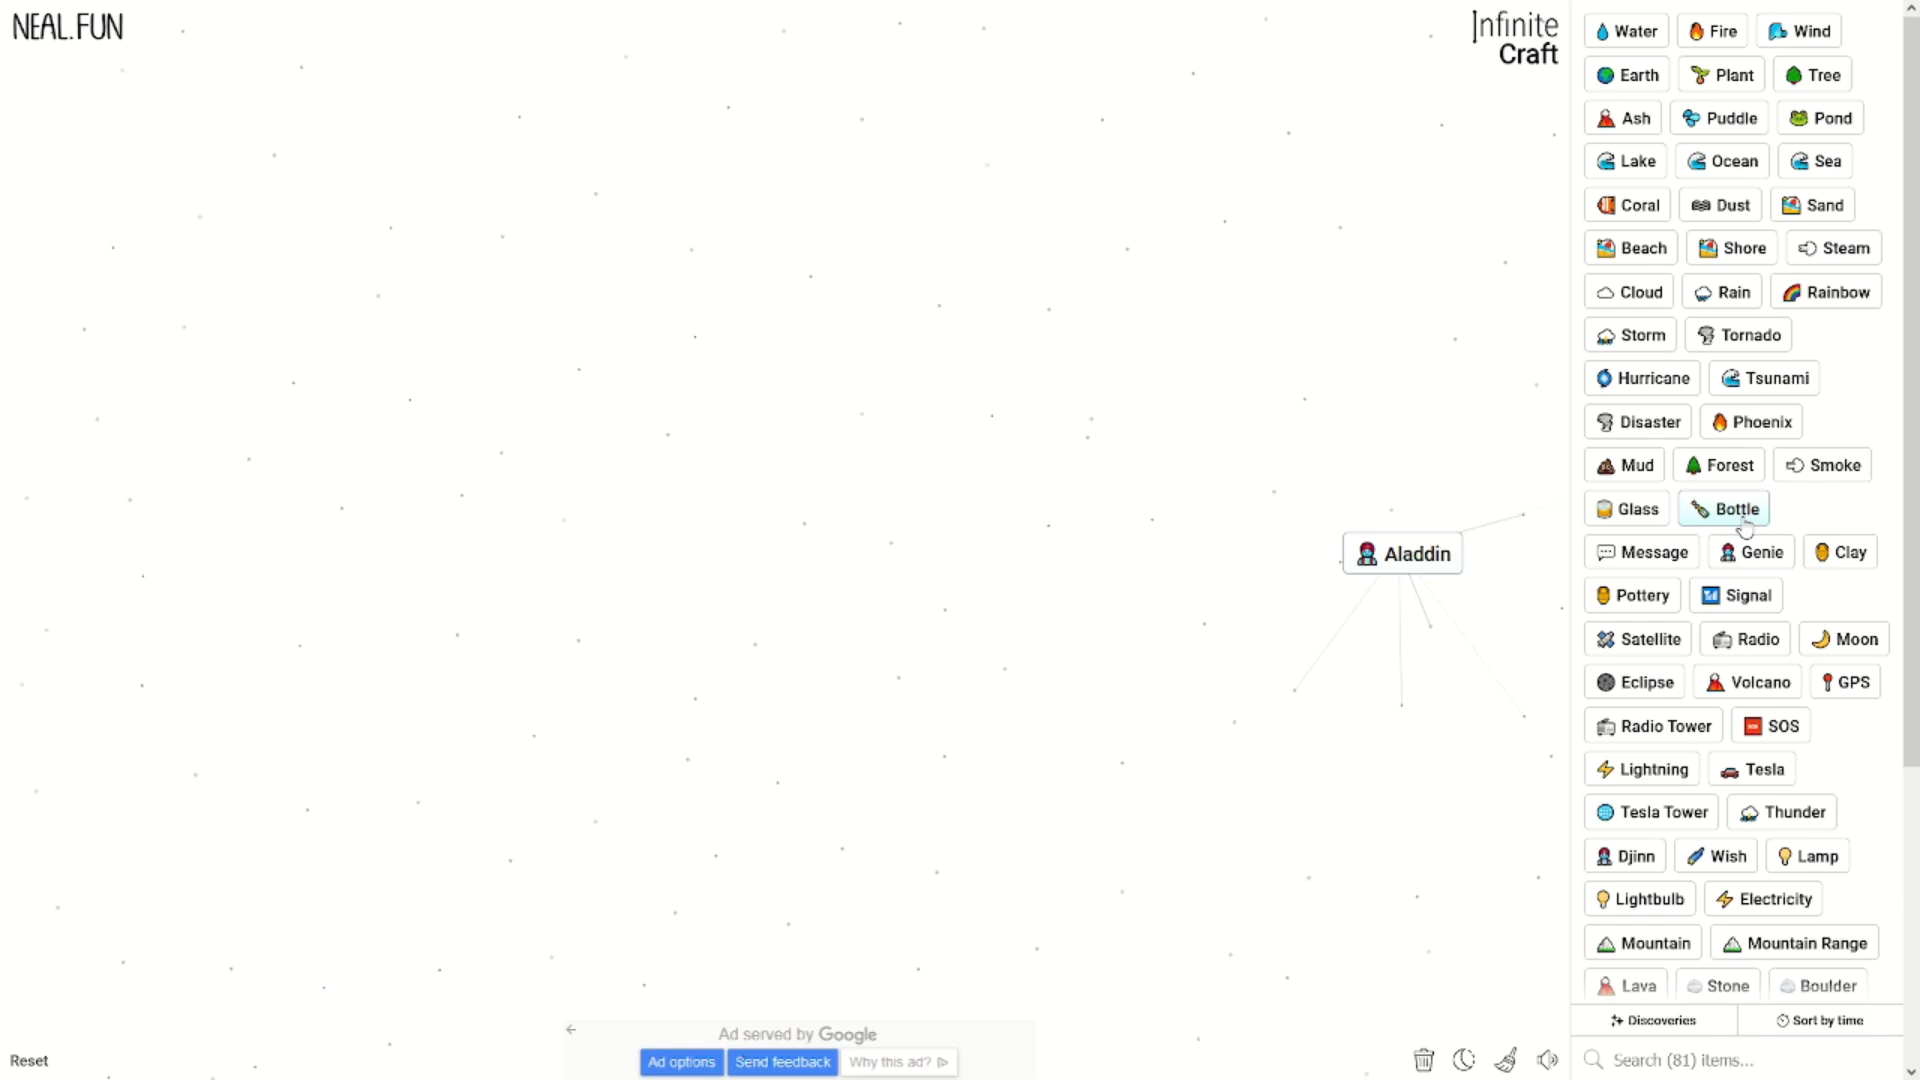 NEAL.FUN
Infinite
Craft
Water Fire Wind
Earth Plant Tree
Ash Puddle Pond
Lake Ocean Sea
Coral Dust Sand
Beach Shore Steam
Cloud Rain Rainbow
Storm Tornado
Hurricane Tsunami
Disaster Phoenix
Mud Forest Smoke
Glass Bottle
Aladdin
Message Genie Clay
Pottery Signal
Satellite Radio Moon
Eclipse Volcano GPS
Radio Tower SOS
Lightning Tesla
Tesla Tower Thunder
Djinn Wish Lamp
Lightbulb Electricity
Mountain Mountain Range
Lava Stone Boulder
Discoveries Sort by time
Ad served by Google
Ad options Send feedback Why this ad?
Reset
Search (81) items...